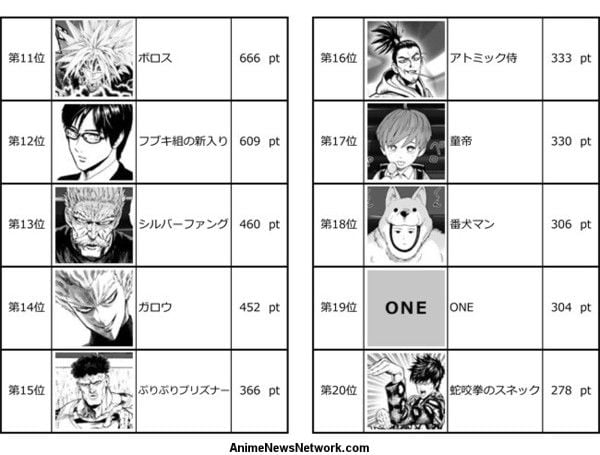 第11位 ボロス 666 pt
第12位 フブキ組の新入り 609 pt
第13位 シルバーファング 460 pt
第14位 ガロウ 452 pt
第15位 ぷりぷりプリズナー 366 pt
第16位 アトミック侍 333 pt
第17位 童帝 330 pt
第18位 番犬マン 306 pt
第19位 ONE ONE 304 pt
第20位 蛇咬拳のスネック 278 pt
AnimeNewsNetwork.com